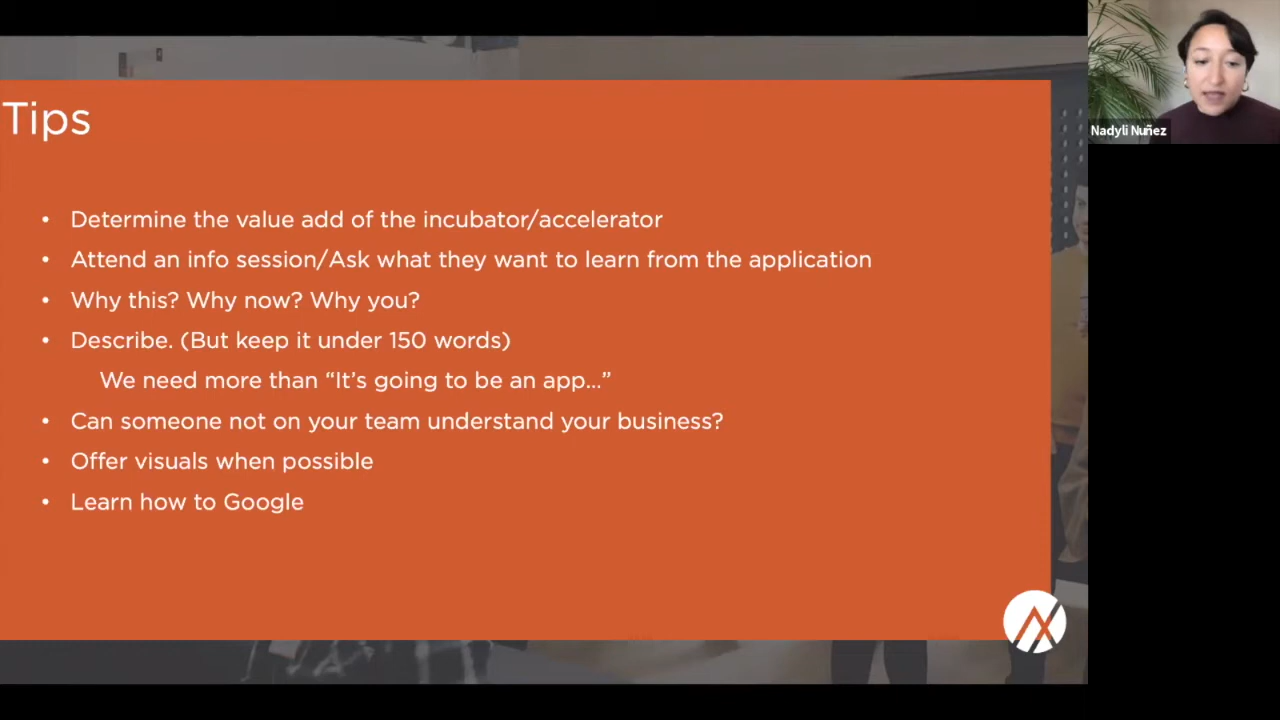 Tips
• Determine the value add of the incubator/accelerator
• Attend an info session/Ask what they want to learn from the application
• Why this? Why now? Why you?
• Describe. (But keep it under 150 words)
We need more than “It’s going to be an app…”
• Can someone not on your team understand your business?
• Offer visuals when possible
• Learn how to Google
Nadyli Nuñez